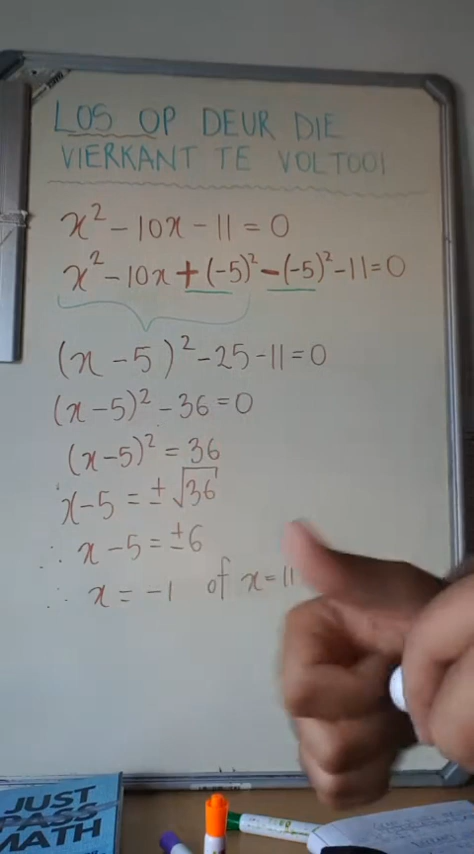 LOS OP DEUR DIE
VIERKANT TE VOLTOOI
x² - 10x - 11 = 0
x² - 10x + (-5)² - (-5)² - 11 = 0
(x - 5)² - 25 - 11 = 0
(x - 5)² - 36 = 0
(x - 5)² = 36
x - 5 = ± √36
∴ x - 5 = ± 6
∴ x = -1 of x = 11
JUST
PASS
MATH